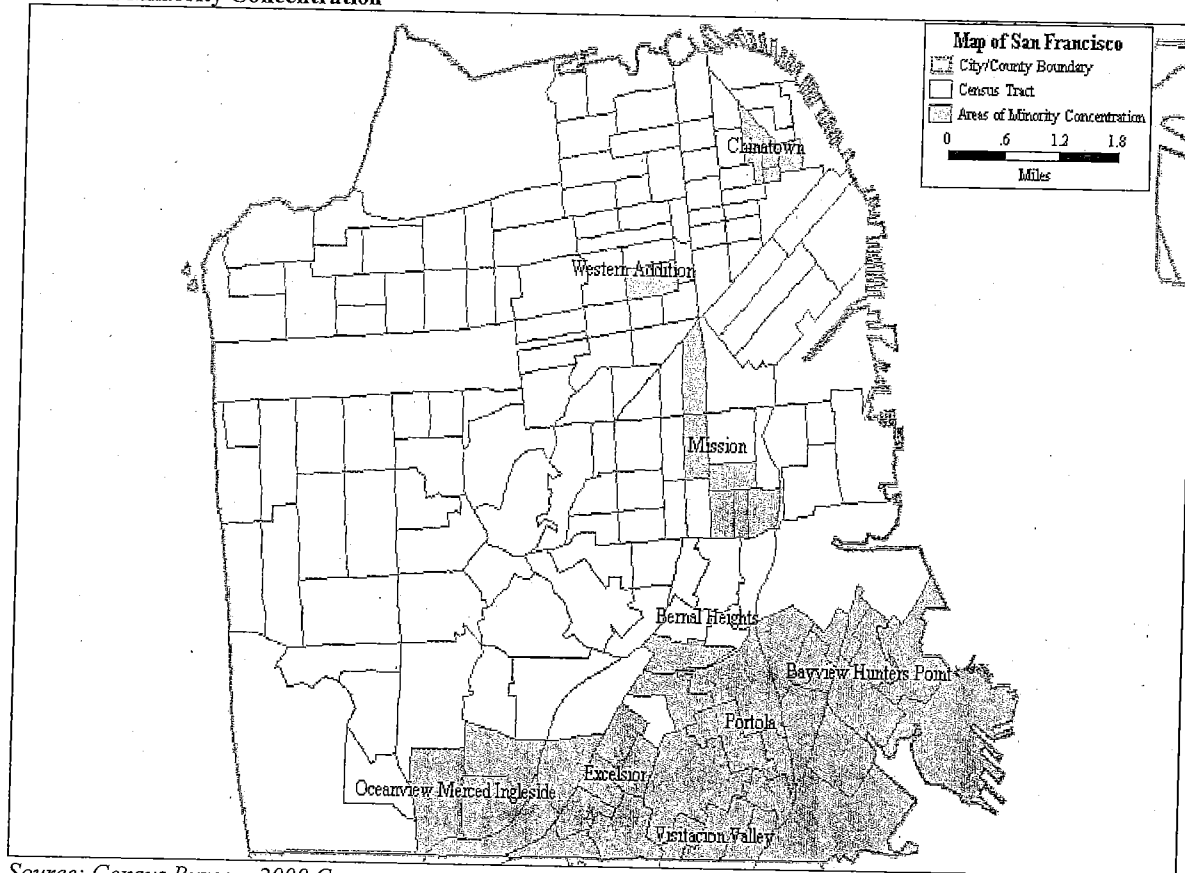 Concentration
Map of San Francisco
City/County Boundary
Census Tract
Areas of Minority Concentration
0 .6 1.2 1.8
Miles
Chinatown
Western Addition
Mission
Bernal Heights
Bayview Hunters Point
Portola
Excelsior
Oceanview Merced Ingleside
Visitacion Valley
Source: Census Bureau, 2000